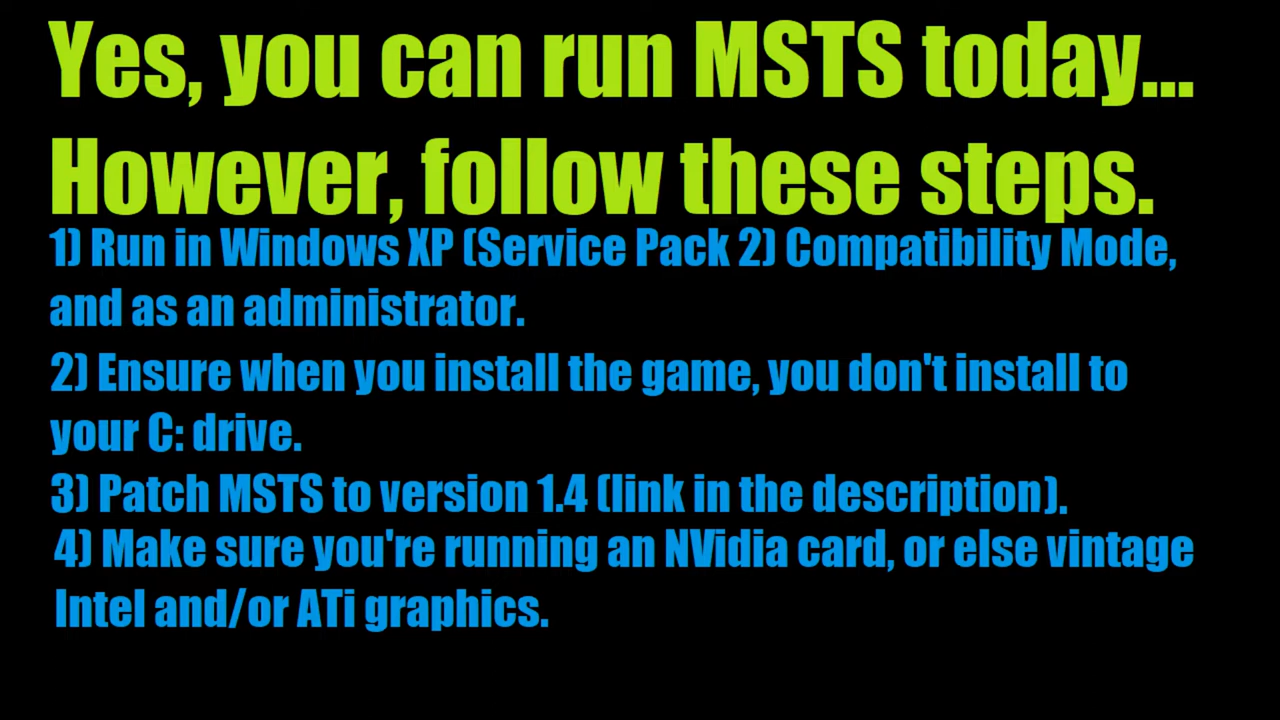 Yes, you can run MSTS today...
However, follow these steps.
1) Run in Windows XP (Service Pack 2) Compatibility Mode,
and as an administrator.
2) Ensure when you install the game, you don't install to
your C: drive.
3) Patch MSTS to version 1.4 (link in the description).
4) Make sure you're running an NVidia card, or else vintage
Intel and/or ATi graphics.